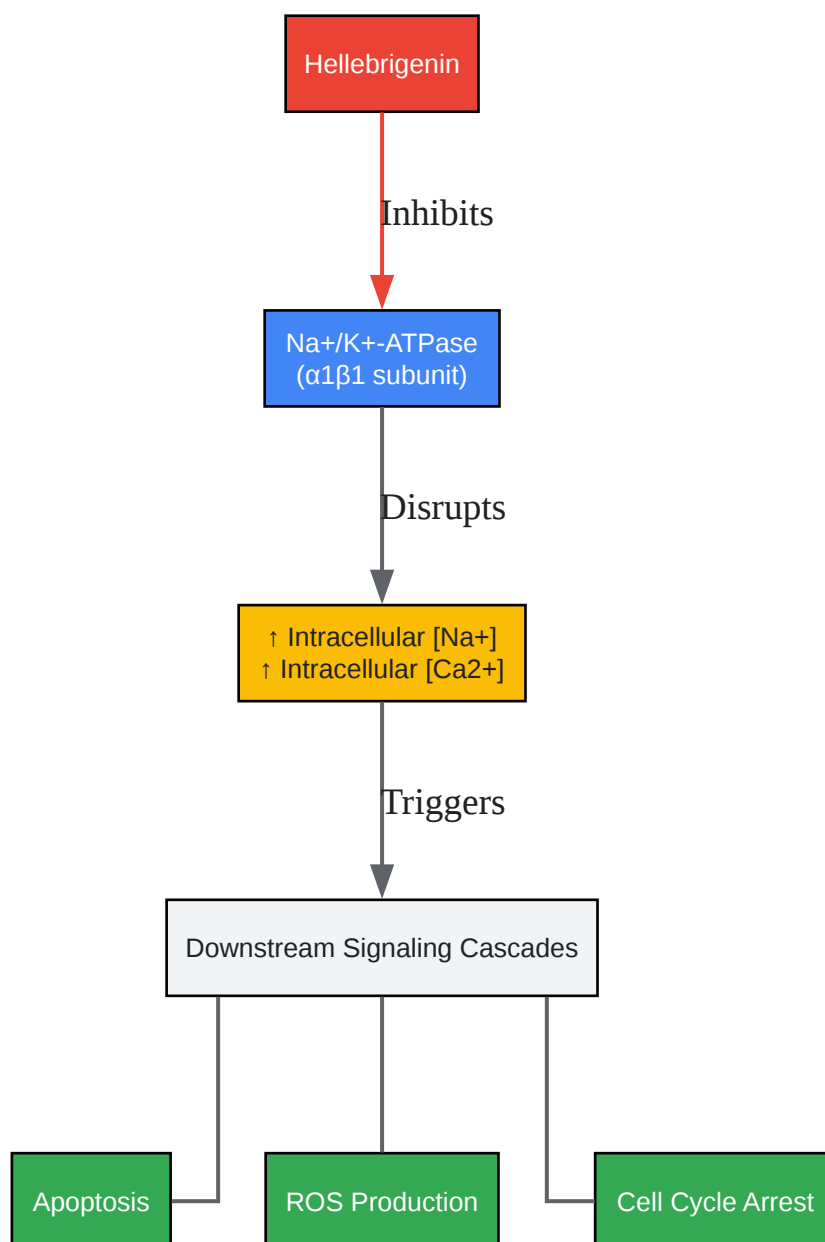 Hellebrigenin
Inhibits
Na+/K+-ATPase
(α1β1 subunit)
Disrupts
↑ Intracellular [Na+]
↑ Intracellular [Ca2+]
Triggers
Downstream Signaling Cascades
Apoptosis
ROS Production
Cell Cycle Arrest